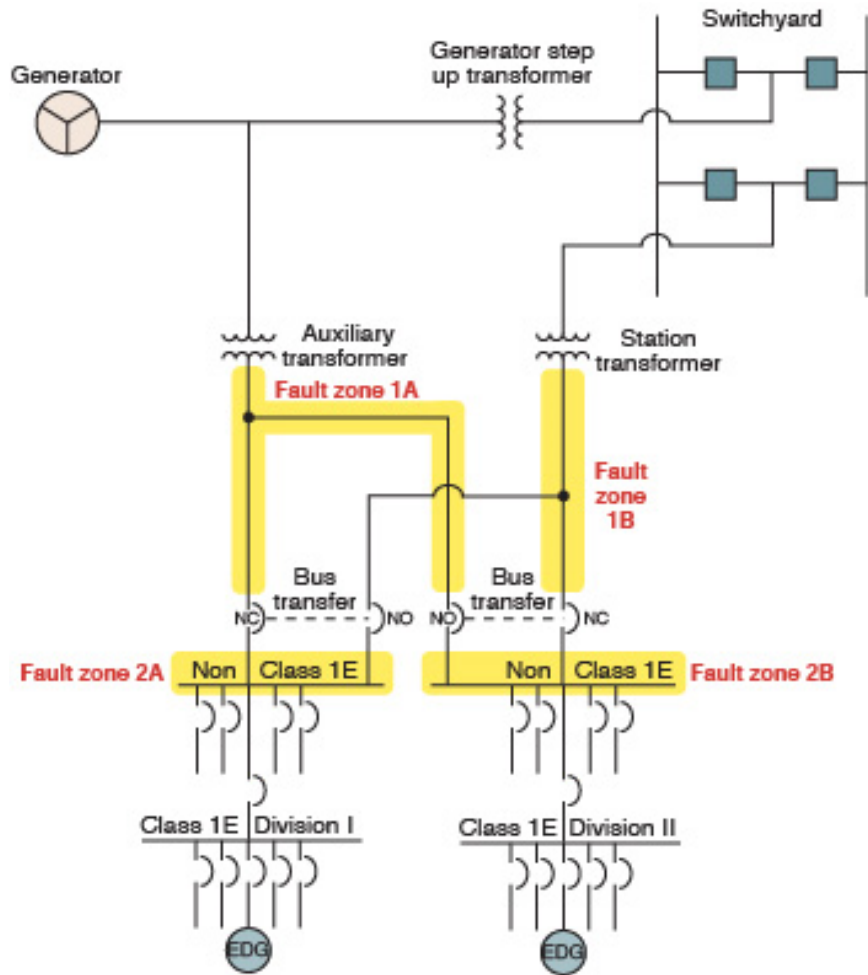 Switchyard
Generator step
up transformer
Generator
Auxiliary
transformer
Station
transformer
Fault zone 1A
Fault
zone
1B
Bus
transfer
Bus
transfer
NC
NO
NO
NC
Fault zone 2A
Non Class 1E
Non Class 1E
Fault zone 2B
Class 1E Division I
Class 1E Division II
EDG
EDG